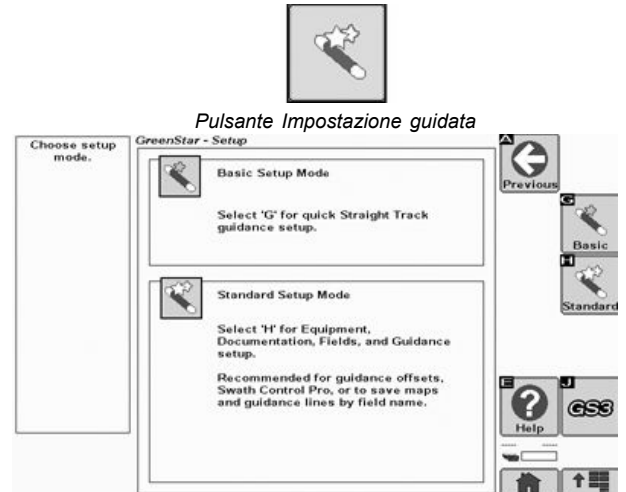 Pulsante Impostazione guidata
Choose setup
mode.
GreenStar - Setup
Basic Setup Mode
Select 'G' for quick Straight Track
guidance setup.
Standard Setup Mode
Select 'H' for Equipment,
Documentation, Fields, and Guidance
setup.
Recommended for guidance offsets,
Swath Control Pro, or to save maps
and guidance lines by field name.
A
Previous
G
Basic
H
Standard
E
Help
J
GS3